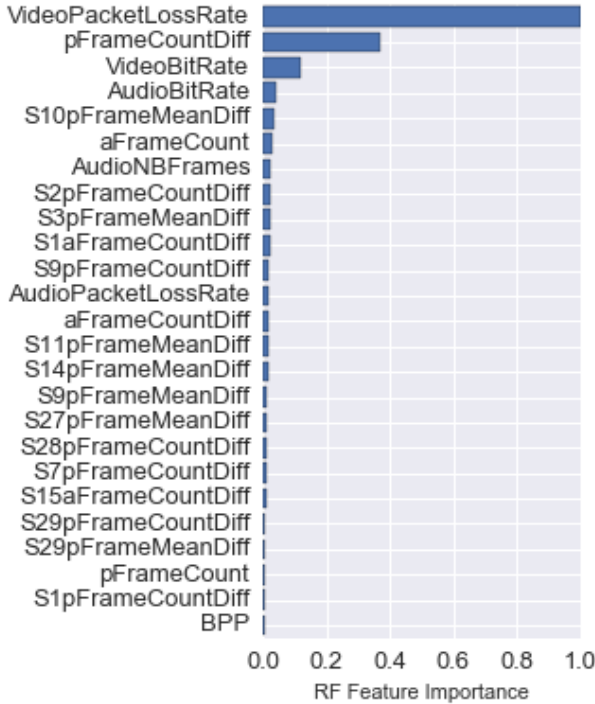 VideoPacketLossRate
pFrameCountDiff
VideoBitRate
AudioBitRate
S10pFrameMeanDiff
aFrameCount
AudioNBFrames
S2pFrameCountDiff
S3pFrameMeanDiff
S1aFrameCountDiff
S9pFrameCountDiff
AudioPacketLossRate
aFrameCountDiff
S11pFrameMeanDiff
S14pFrameMeanDiff
S9pFrameMeanDiff
S27pFrameMeanDiff
S28pFrameCountDiff
S7pFrameCountDiff
S15aFrameCountDiff
S29pFrameCountDiff
S29pFrameMeanDiff
pFrameCount
S1pFrameCountDiff
BPP
0.0 0.2 0.4 0.6 0.8 1.0
RF Feature Importance